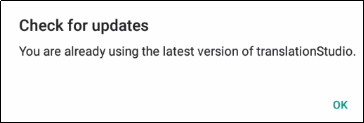 Check for updates
You are already using the latest version of translationStudio.
OK